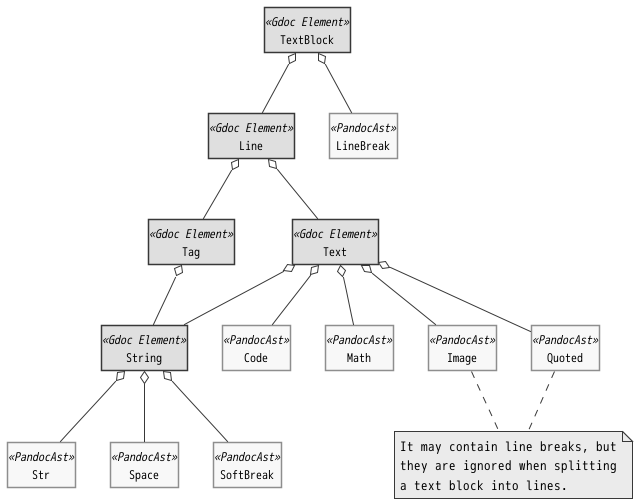 «Gdoc Element»
TextBlock
«Gdoc Element»
Line
«PandocAst»
LineBreak
«Gdoc Element»
Tag
«Gdoc Element»
Text
«Gdoc Element»
String
«PandocAst»
Code
«PandocAst»
Math
«PandocAst»
Image
«PandocAst»
Quoted
«PandocAst»
Str
«PandocAst»
Space
«PandocAst»
SoftBreak
It may contain line breaks, but
they are ignored when splitting
a text block into lines.